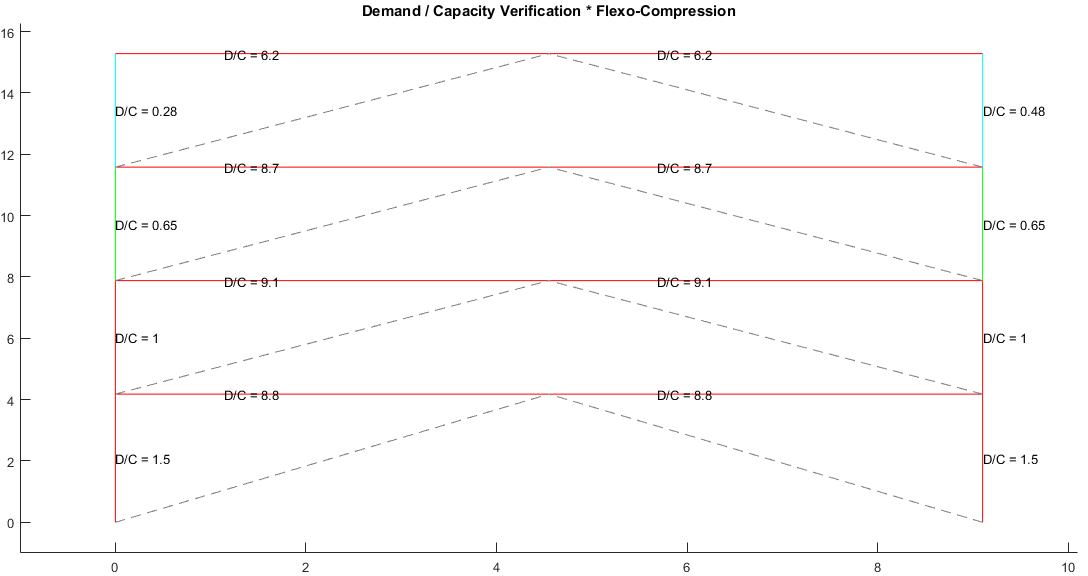 Demand / Capacity Verification * Flexo-Compression
16
D/C = 6.2
D/C = 6.2
14
D/C = 0.28
D/C = 0.48
12
D/C = 8.7
D/C = 8.7
10
D/C = 0.65
D/C = 0.65
8
D/C = 9.1
D/C = 9.1
6
D/C = 1
D/C = 1
4
D/C = 8.8
D/C = 8.8
2
D/C = 1.5
D/C = 1.5
0
0
2
4
6
8
10